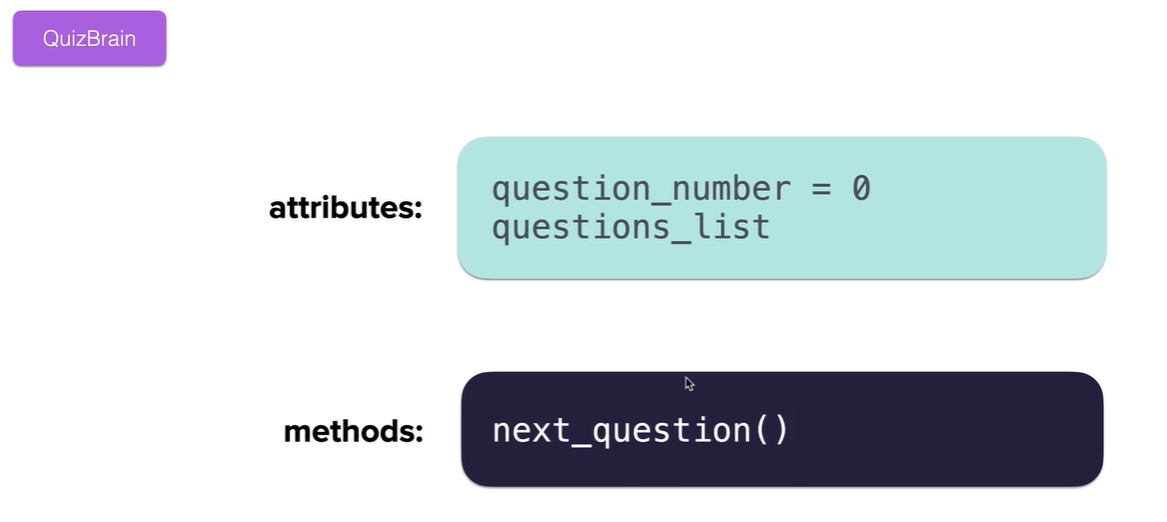 QuizBrain
attributes:
question_number = 0
questions_list
methods:
next_question()